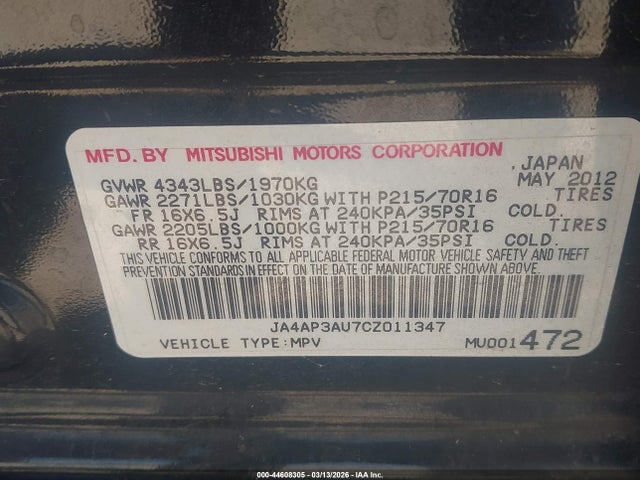 MFD. BY MITSUBISHI MOTORS CORPORATION , JAPAN
GVWR 4343LBS/1970KG MAY 2012
GAWR 2271LBS/1030KG WITH P215/70R16 TIRES
FR 16X6.5J RIMS AT 240KPA/35PSI COLD.
GAWR 2205LBS/1000KG WITH P215/70R16 TIRES
RR 16X6.5J RIMS AT 240KPA/35PSI COLD.
THIS VEHICLE CONFORMS TO ALL APPLICABLE FEDERAL MOTOR VEHICLE SAFETY AND THEFT
PREVENTION STANDARDS IN EFFECT ON THE DATE OF MANUFACTURE SHOWN ABOVE.
JA4AP3AU7CZ011347
VEHICLE TYPE:MPV MU001472
000-44608305 - 03/13/2026 - IAA Inc.